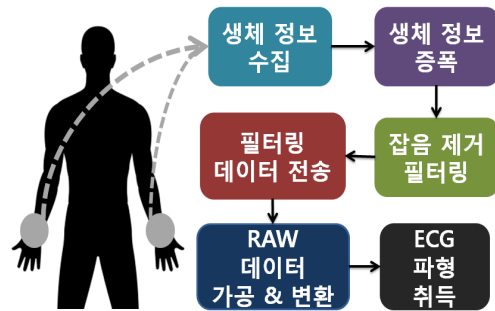 생체 정보
수집
생체 정보
증폭
잡음 제거
필터링
필터링
데이터 전송
RAW
데이터
가공 & 변환
ECG
파형
취득